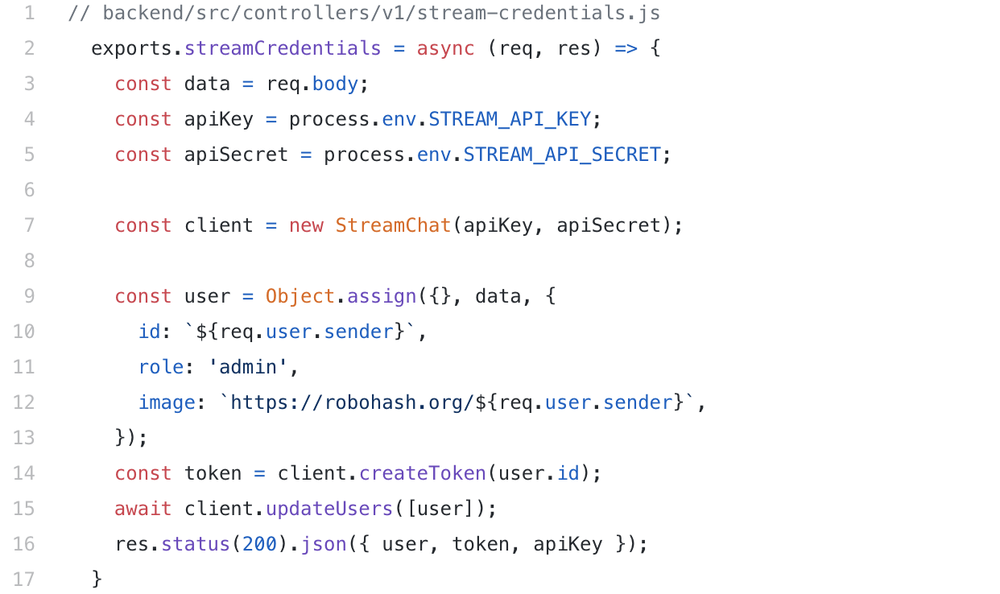 1 // backend/src/controllers/v1/stream-credentials.js
2 exports.streamCredentials = async (req, res) => {
3 const data = req.body;
4 const apiKey = process.env.STREAM_API_KEY;
5 const apiSecret = process.env.STREAM_API_SECRET;
6
7 const client = new StreamChat(apiKey, apiSecret);
8
9 const user = Object.assign({}, data, {
10 id: `${req.user.sender}`,
11 role: 'admin',
12 image: `https://robohash.org/${req.user.sender}`,
13 });
14 const token = client.createToken(user.id);
15 await client.updateUsers([user]);
16 res.status(200).json({ user, token, apiKey });
17 }